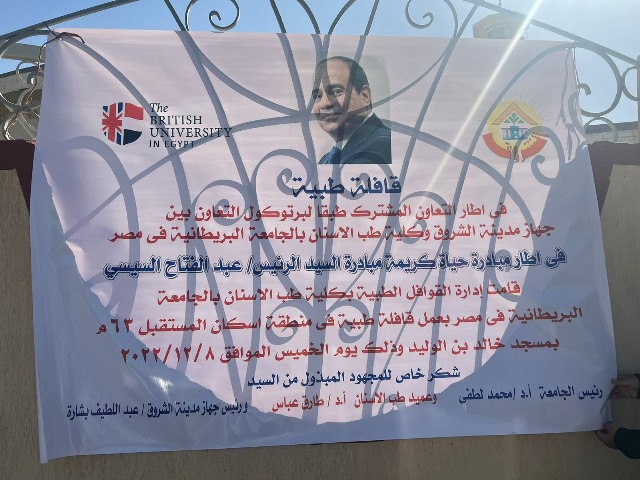 The
BRITISH
UNIVERSITY
IN EGYPT
قافلة طبية
فى اطار التعاون المشترك طبقا لبرتوكول التعاون بين
جهاز مدينة الشروق وكلية طب الاسنان بالجامعة البريطانية فى مصر
فى اطار مبادرة حياة كريمة مبادرة السيد الرئيس/ عبد الفتاح السيسي
قامت إدارة القوافل الطبية بكلية طب الاسنان بالجامعة
البريطانية فى مصر بعمل قافلة طبية فى منطقة اسكان المستقبل ٦٣ م
بمسجد خالد بن الوليد وذلك يوم الخميس الموافق ٢٠٢٢/١٢/٨
شكر خاص للمجهود المبذول من السيد
رئيس الجامعة أ.د/محمد لطفى وعميد طب الاسنان أ.د/ طارق عباس ورئيس جهاز مدينة الشروق / عبد اللطيف بشارة